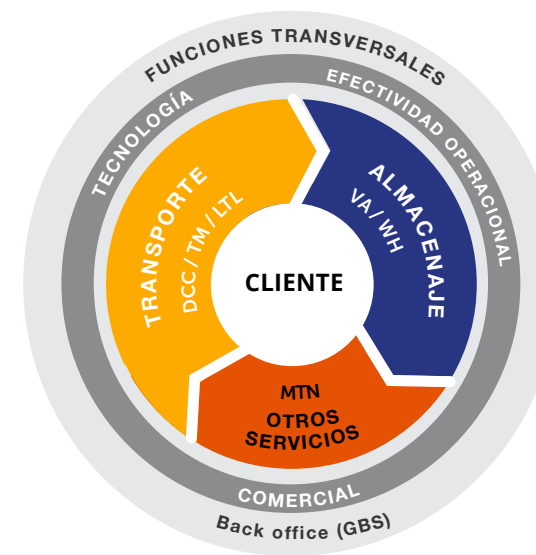 FUNCIONES TRANSVERSALES
TECNOLOGÍA
EFECTIVIDAD OPERACIONAL
TRANSPORTE
DCC / TM / LTL
ALMACENAJE
VA / WH
CLIENTE
MTN
OTROS
SERVICIOS
COMERCIAL
Back office (GBS)